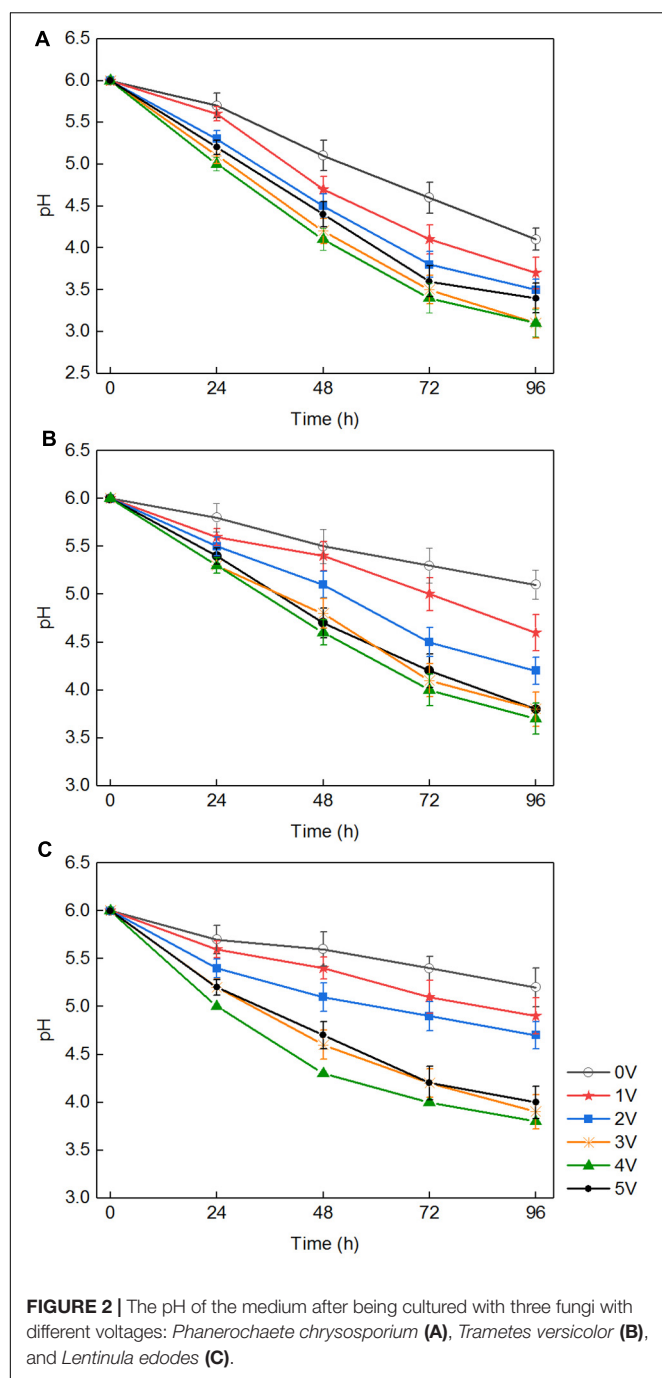 A
6.5
6.0
5.5
5.0
4.5
4.0
3.5
3.0
2.5
pH
0 24 48 72 96
Time (h)
B
6.5
6.0
5.5
5.0
4.5
4.0
3.5
3.0
pH
0 24 48 72 96
Time (h)
C
6.5
6.0
5.5
5.0
4.5
4.0
3.5
3.0
pH
0 24 48 72 96
Time (h)
0V
1V
2V
3V
4V
5V
FIGURE 2 | The pH of the medium after being cultured with three fungi with
different voltages: Phanerochaete chrysosporium (A), Trametes versicolor (B),
and Lentinula edodes (C).